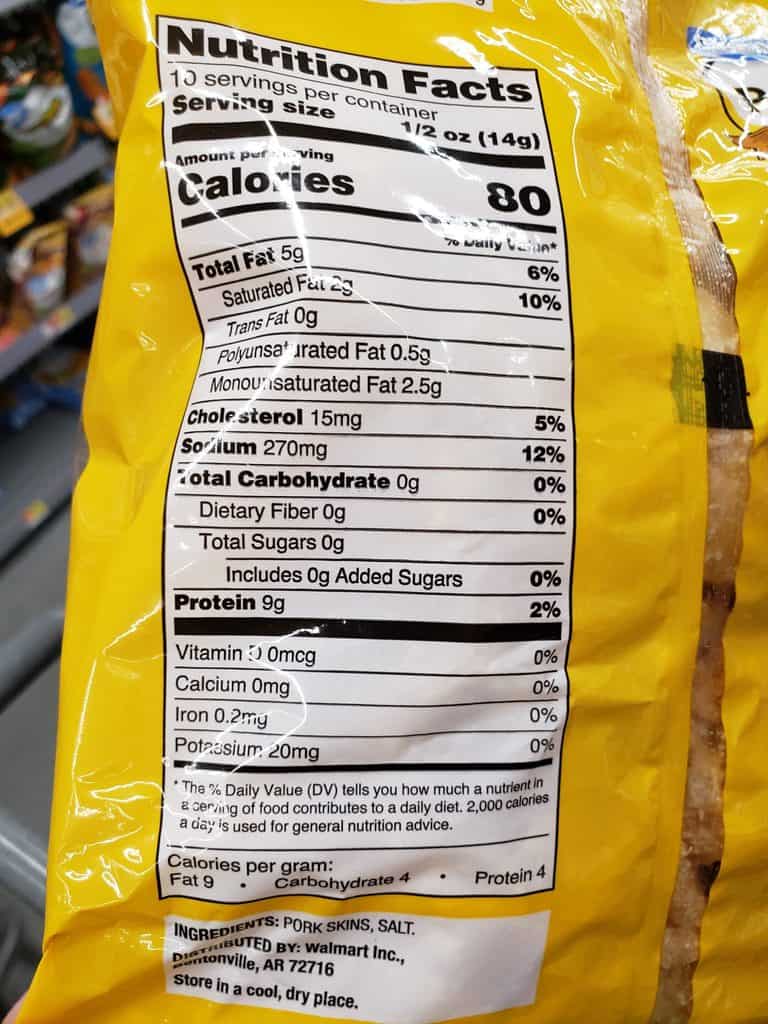 Nutrition Facts
10 servings per container
Serving size 1/2 oz (14g)
Amount per serving
Calories 80
% Daily Value*
Total Fat 5g 6%
Saturated Fat 2g 10%
Trans Fat 0g
Polyunsaturated Fat 0.5g
Monounsaturated Fat 2.5g
Cholesterol 15mg 5%
Sodium 270mg 12%
Total Carbohydrate 0g 0%
Dietary Fiber 0g 0%
Total Sugars 0g
Includes 0g Added Sugars 0%
Protein 9g 2%
Vitamin D 0mcg 0%
Calcium 0mg 0%
Iron 0.2mg 0%
Potassium 20mg 0%
* The % Daily Value (DV) tells you how much a nutrient in
a serving of food contributes to a daily diet. 2,000 calories
a day is used for general nutrition advice.
Calories per gram:
Fat 9 • Carbohydrate 4 • Protein 4
INGREDIENTS: PORK SKINS, SALT.
DISTRIBUTED BY: Walmart Inc.,
Bentonville, AR 72716
Store in a cool, dry place.